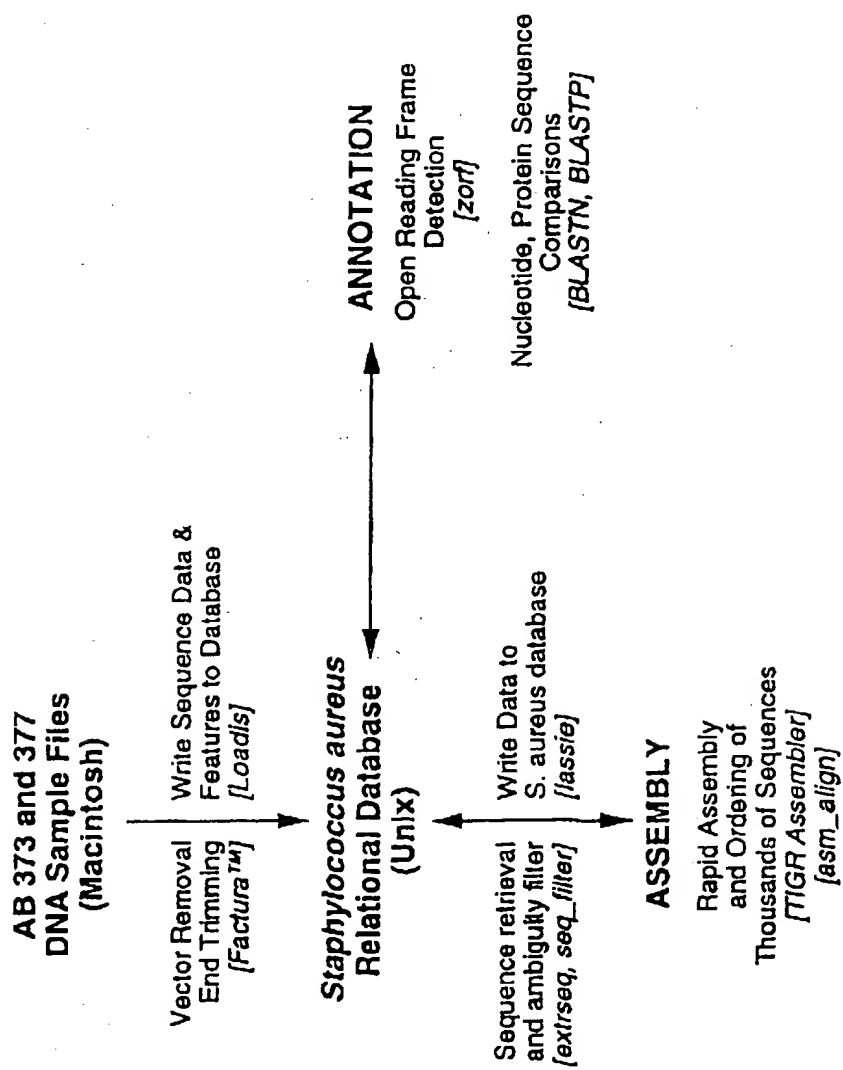 AB 373 and 377
DNA Sample Files
(Macintosh)
Vector Removal
End Trimming
[Factura™]
Write Sequence Data &
Features to Database
[Loadis]
Staphylococcus aureus
Relational Database
(Unix)
Sequence retrieval
and ambiguity filter
[extrseq, seq_filter]
Write Data to
S. aureus database
[lassie]
ASSEMBLY
Rapid Assembly
and Ordering of
Thousands of Sequences
[TIGR Assembler]
[asm_align]
ANNOTATION
Open Reading Frame
Detection
[zorf]
Nucleotide, Protein Sequence
Comparisons
[BLASTN, BLASTP]